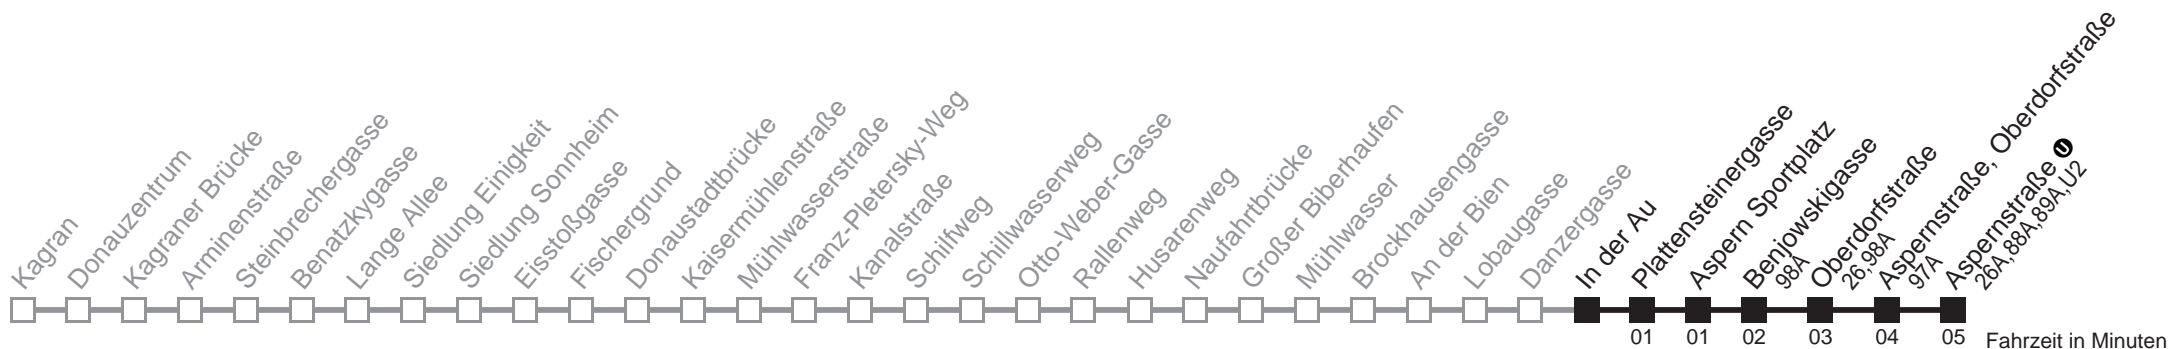 Kagran
Donauzentrum
Kagraner Brücke
Arminenstraße
Steinbrechergasse
Benatzkygasse
Lange Allee
Siedlung Einigkeit
Siedlung Sonnheim
Eisstoßgasse
Fischergrund
Donaustadtbrücke
Kaisermühlenstraße
Mühlwasserstraße
Franz-Pletersky-Weg
Kanalstraße
Schilfweg
Schillwasserweg
Otto-Weber-Gasse
Rallenweg
Husarenweg
Naufahrtbrücke
Großer Biberhaufen
Mühlwasser
Brockhausengasse
An der Bien
Lobaugasse
Danzergasse
In der Au
Plattensteinergasse
Aspern Sportplatz
Benjowskigasse
98A
Oberdorfstraße
26,98A
Aspernstraße, Oberdorfstraße
97A
Aspernstraße U
26A,88A,89A,U2
01 01 02 03 04 05 Fahrzeit in Minuten